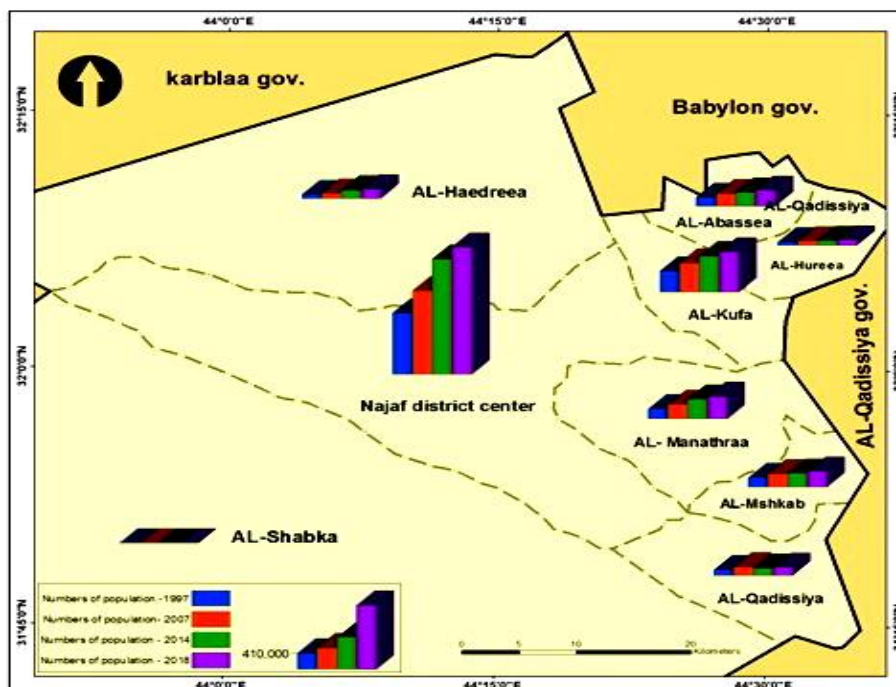 44°0'0"E
44°15'0"E
44°30'0"E
karblaa gov.
32°15'0"N
Babylon gov.
AL-Haedreea
AL-Qadissiya
AL-Abassea
AL-Hureea
AL-Kufa
AL-Qadissiya gov.
32°0'0"N
Najaf district center
AL- Manathraa
AL-Mshkab
AL-Shabka
AL-Qadissiya
Numbers of population - 1997
Numbers of population - 2007
Numbers of population - 2014
Numbers of population - 2018
410,000
0 5 10 20
Kilometers
31°45'0"N
44°0'0"E
44°15'0"E
44°30'0"E